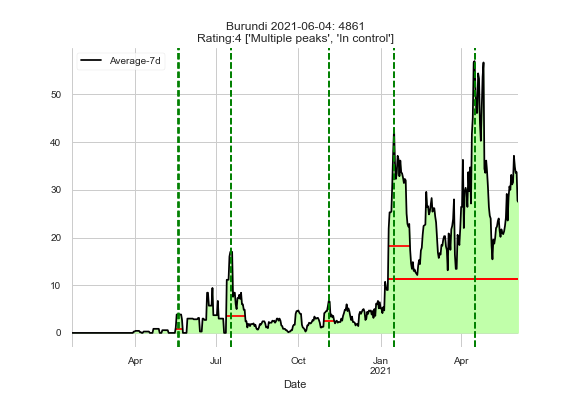 Burundi 2021-06-04: 4861
Rating:4 ['Multiple peaks', 'In control']
Average-7d
50
40
30
20
10
0
Apr
Jul
Oct
Jan
2021
Apr
Date